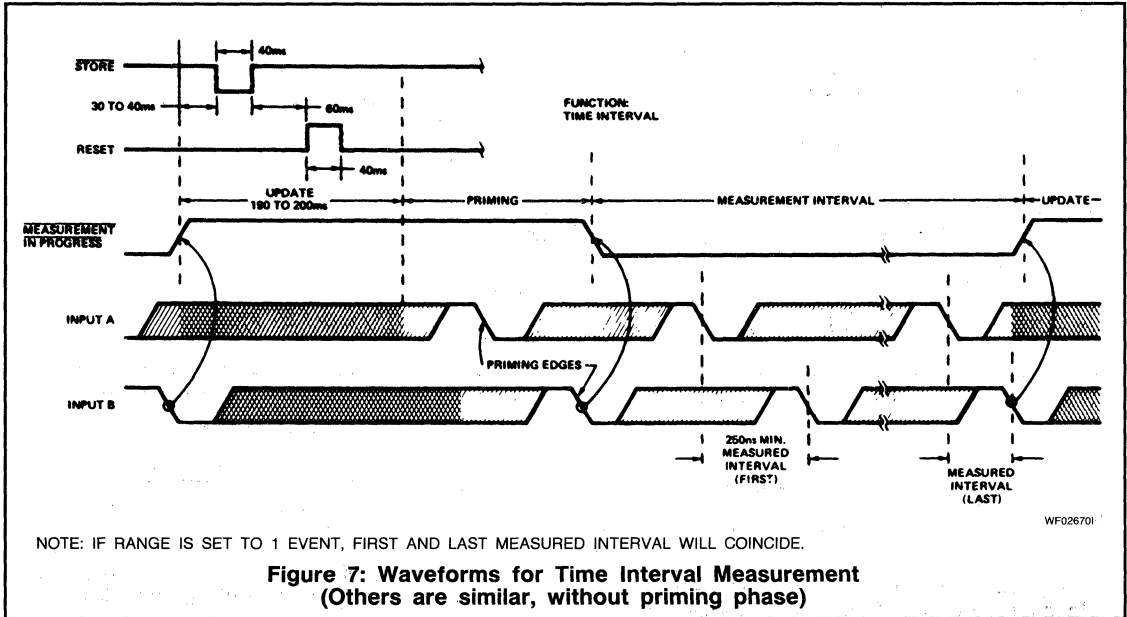 40ms
STORE
30 TO 40ms
60ms
FUNCTION:
TIME INTERVAL
RESET
40ms
UPDATE
190 TO 200ms
PRIMING
MEASUREMENT INTERVAL
UPDATE
MEASUREMENT
IN PROGRESS
INPUT A
PRIMING EDGES
INPUT B
250ns MIN.
MEASURED
INTERVAL
(FIRST)
MEASURED
INTERVAL
(LAST)
WF02670I
NOTE: IF RANGE IS SET TO 1 EVENT, FIRST AND LAST MEASURED INTERVAL WILL COINCIDE.
Figure 7: Waveforms for Time Interval Measurement
(Others are similar, without priming phase)